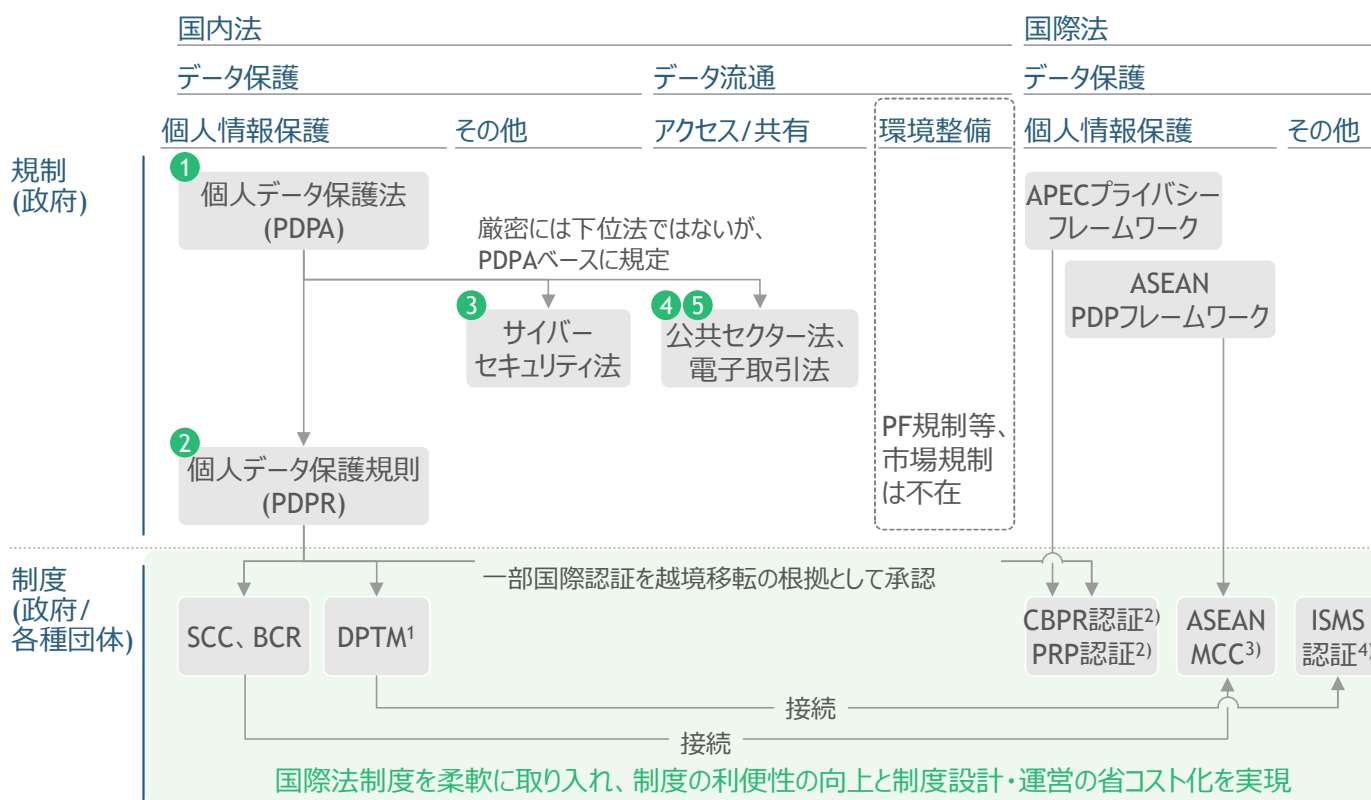 国内法
国際法
データ保護
データ流通
データ保護
個人情報保護
その他
アクセス/共有
環境整備
個人情報保護
その他
規制
(政府)
1
個人データ保護法
(PDPA)
厳密には下位法ではないが、
PDPAベースに規定
3
サイバー
セキュリティ法
4 5
公共セクター法、
電子取引法
PF規制等、
市場規制
は不在
APECプライバシー
フレームワーク
ASEAN
PDPフレームワーク
2
個人データ保護規則
(PDPR)
制度
(政府/
各種団体)
一部国際認証を越境移転の根拠として承認
SCC、BCR
DPTM¹
CBPR認証²⁾
PRP認証²⁾
ASEAN
MCC³⁾
ISMS
認証⁴⁾
接続
接続
国際法制度を柔軟に取り入れ、制度の利便性の向上と制度設計・運営の省コスト化を実現